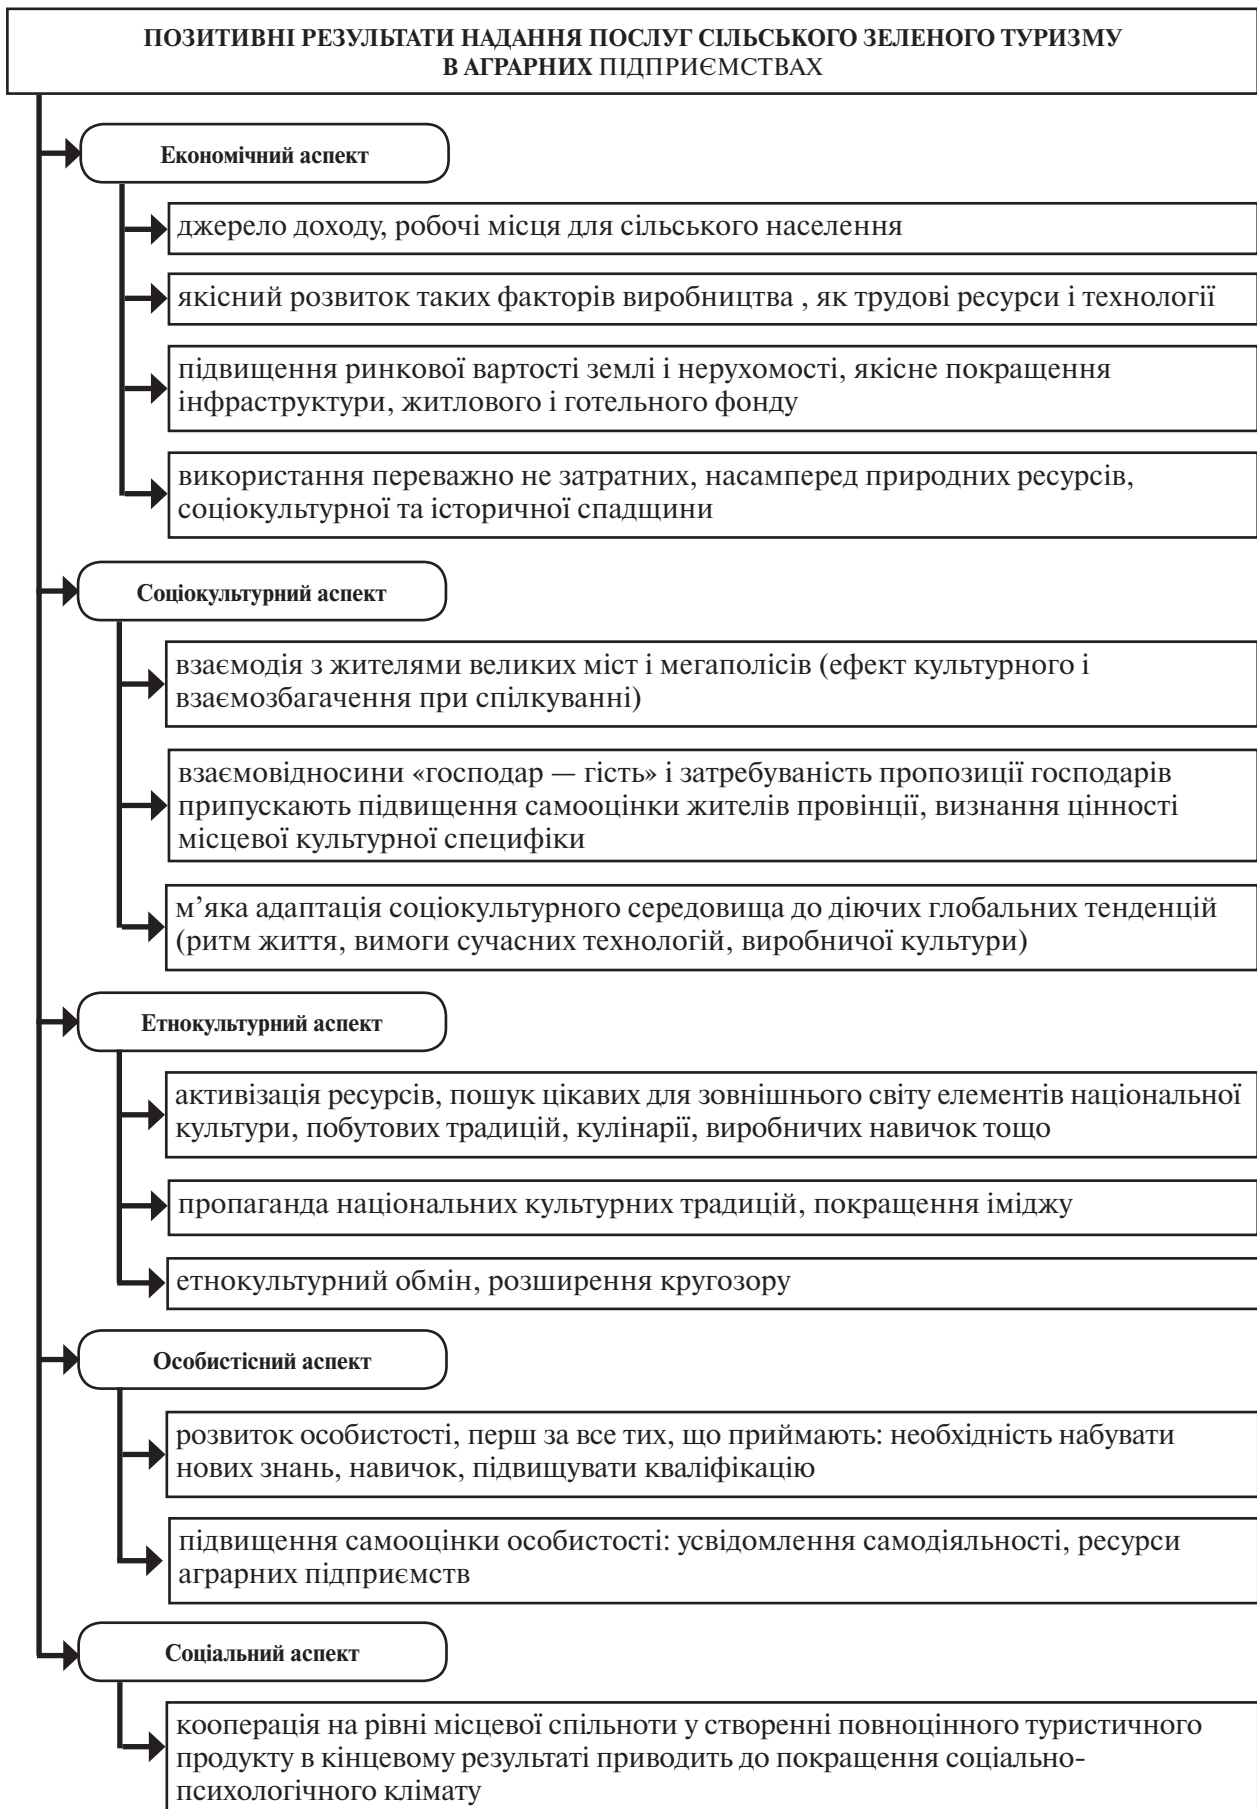 ПОЗИТИВНІ РЕЗУЛЬТАТИ НАДАННЯ ПОСЛУГ СІЛЬСЬКОГО ЗЕЛЕНОГО ТУРИЗМУ
В АГРАРНИХ ПІДПРИЄМСТВАХ
Економічний аспект
джерело доходу, робочі місця для сільського населення
якісний розвиток таких факторів виробництва , як трудові ресурси і технології
підвищення ринкової вартості землі і нерухомості, якісне покращення
інфраструктури, житлового і готельного фонду
використання переважно не затратних, насамперед природних ресурсів,
соціокультурної та історичної спадщини
Соціокультурний аспект
взаємодія з жителями великих міст і мегаполісів (ефект культурного і
взаємозбагачення при спілкуванні)
взаємовідносини «господар — гість» і затребуваність пропозиції господарів
припускають підвищення самооцінки жителів провінції, визнання цінності
місцевої культурної специфіки
м’яка адаптація соціокультурного середовища до діючих глобальних тенденцій
(ритм життя, вимоги сучасних технологій, виробничої культури)
Етнокультурний аспект
активізація ресурсів, пошук цікавих для зовнішнього світу елементів національної
культури, побутових традицій, кулінарії, виробничих навичок тощо
пропаганда національних культурних традицій, покращення іміджу
етнокультурний обмін, розширення кругозору
Особистісний аспект
розвиток особистості, перш за все тих, що приймають: необхідність набувати
нових знань, навичок, підвищувати кваліфікацію
підвищення самооцінки особистості: усвідомлення самодіяльності, ресурси
аграрних підприємств
Соціальний аспект
кооперація на рівні місцевої спільноти у створенні повноцінного туристичного
продукту в кінцевому результаті приводить до покращення соціально-
психологічного клімату